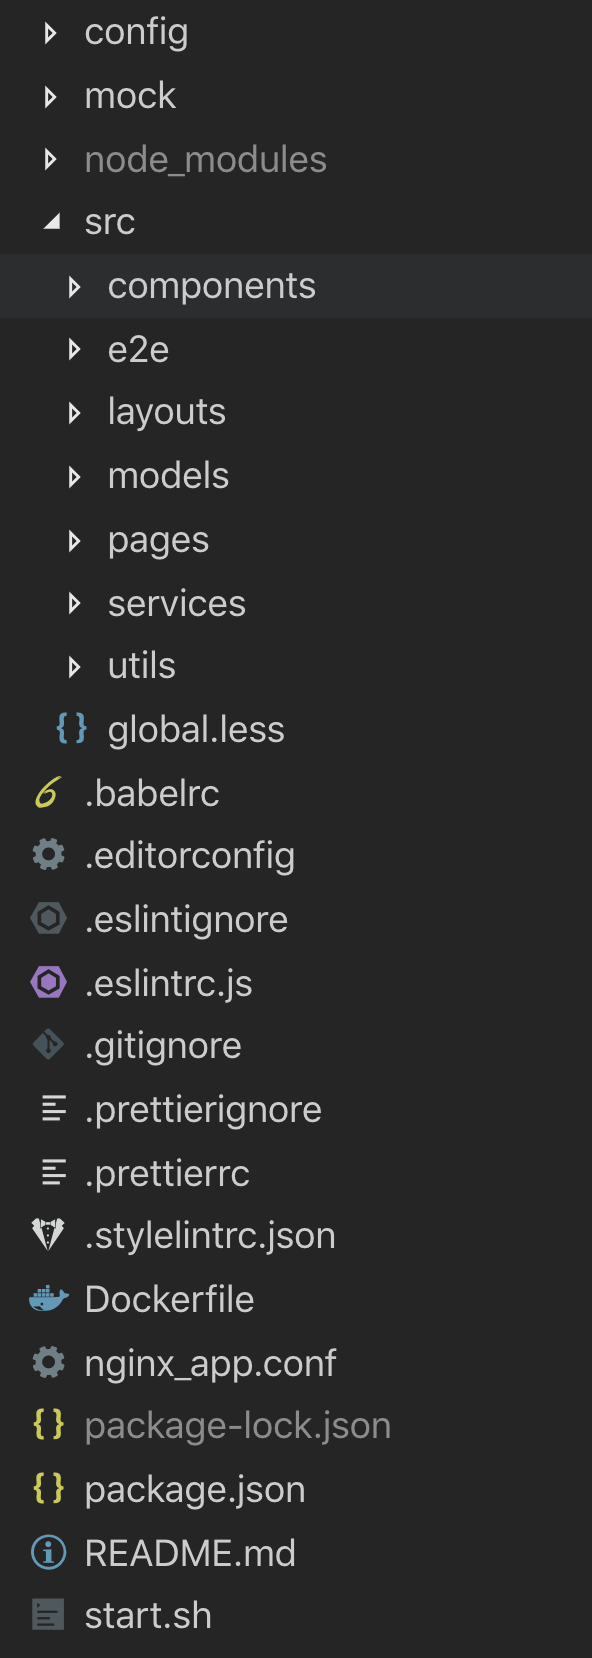 config
mock
node_modules
src
components
e2e
layouts
models
pages
services
utils
global.less
.babelrc
.editorconfig
.eslintignore
.eslintrc.js
.gitignore
.prettierignore
.prettierrc
.stylelintrc.json
Dockerfile
nginx_app.conf
package-lock.json
package.json
README.md
start.sh